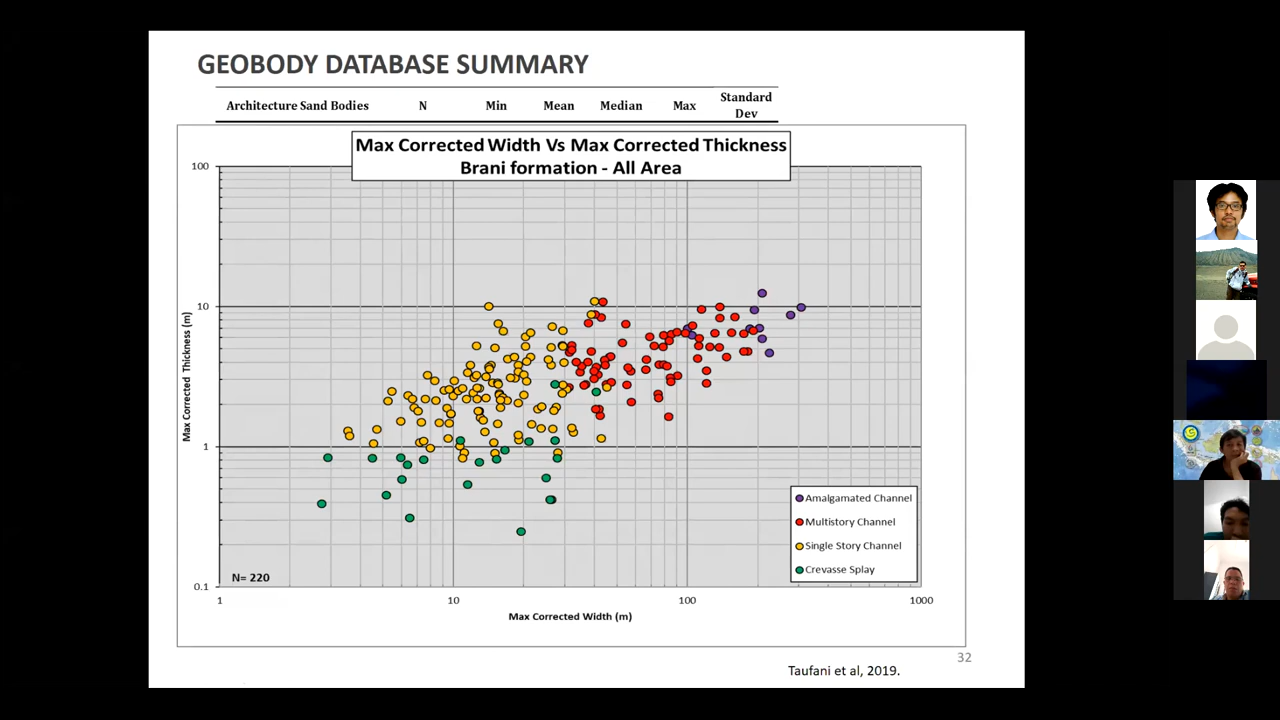 GEOBODY DATABASE SUMMARY
Architecture Sand Bodies N Min Mean Median Max Standard Dev
Max Corrected Width Vs Max Corrected Thickness
Brani formation - All Area
100
10
1
0.1
Max Corrected Thickness (m)
Amalgamated Channel
Multistory Channel
Single Story Channel
Crevasse Splay
N= 220
1
10
100
1000
Max Corrected Width (m)
32
Taufani et al, 2019.